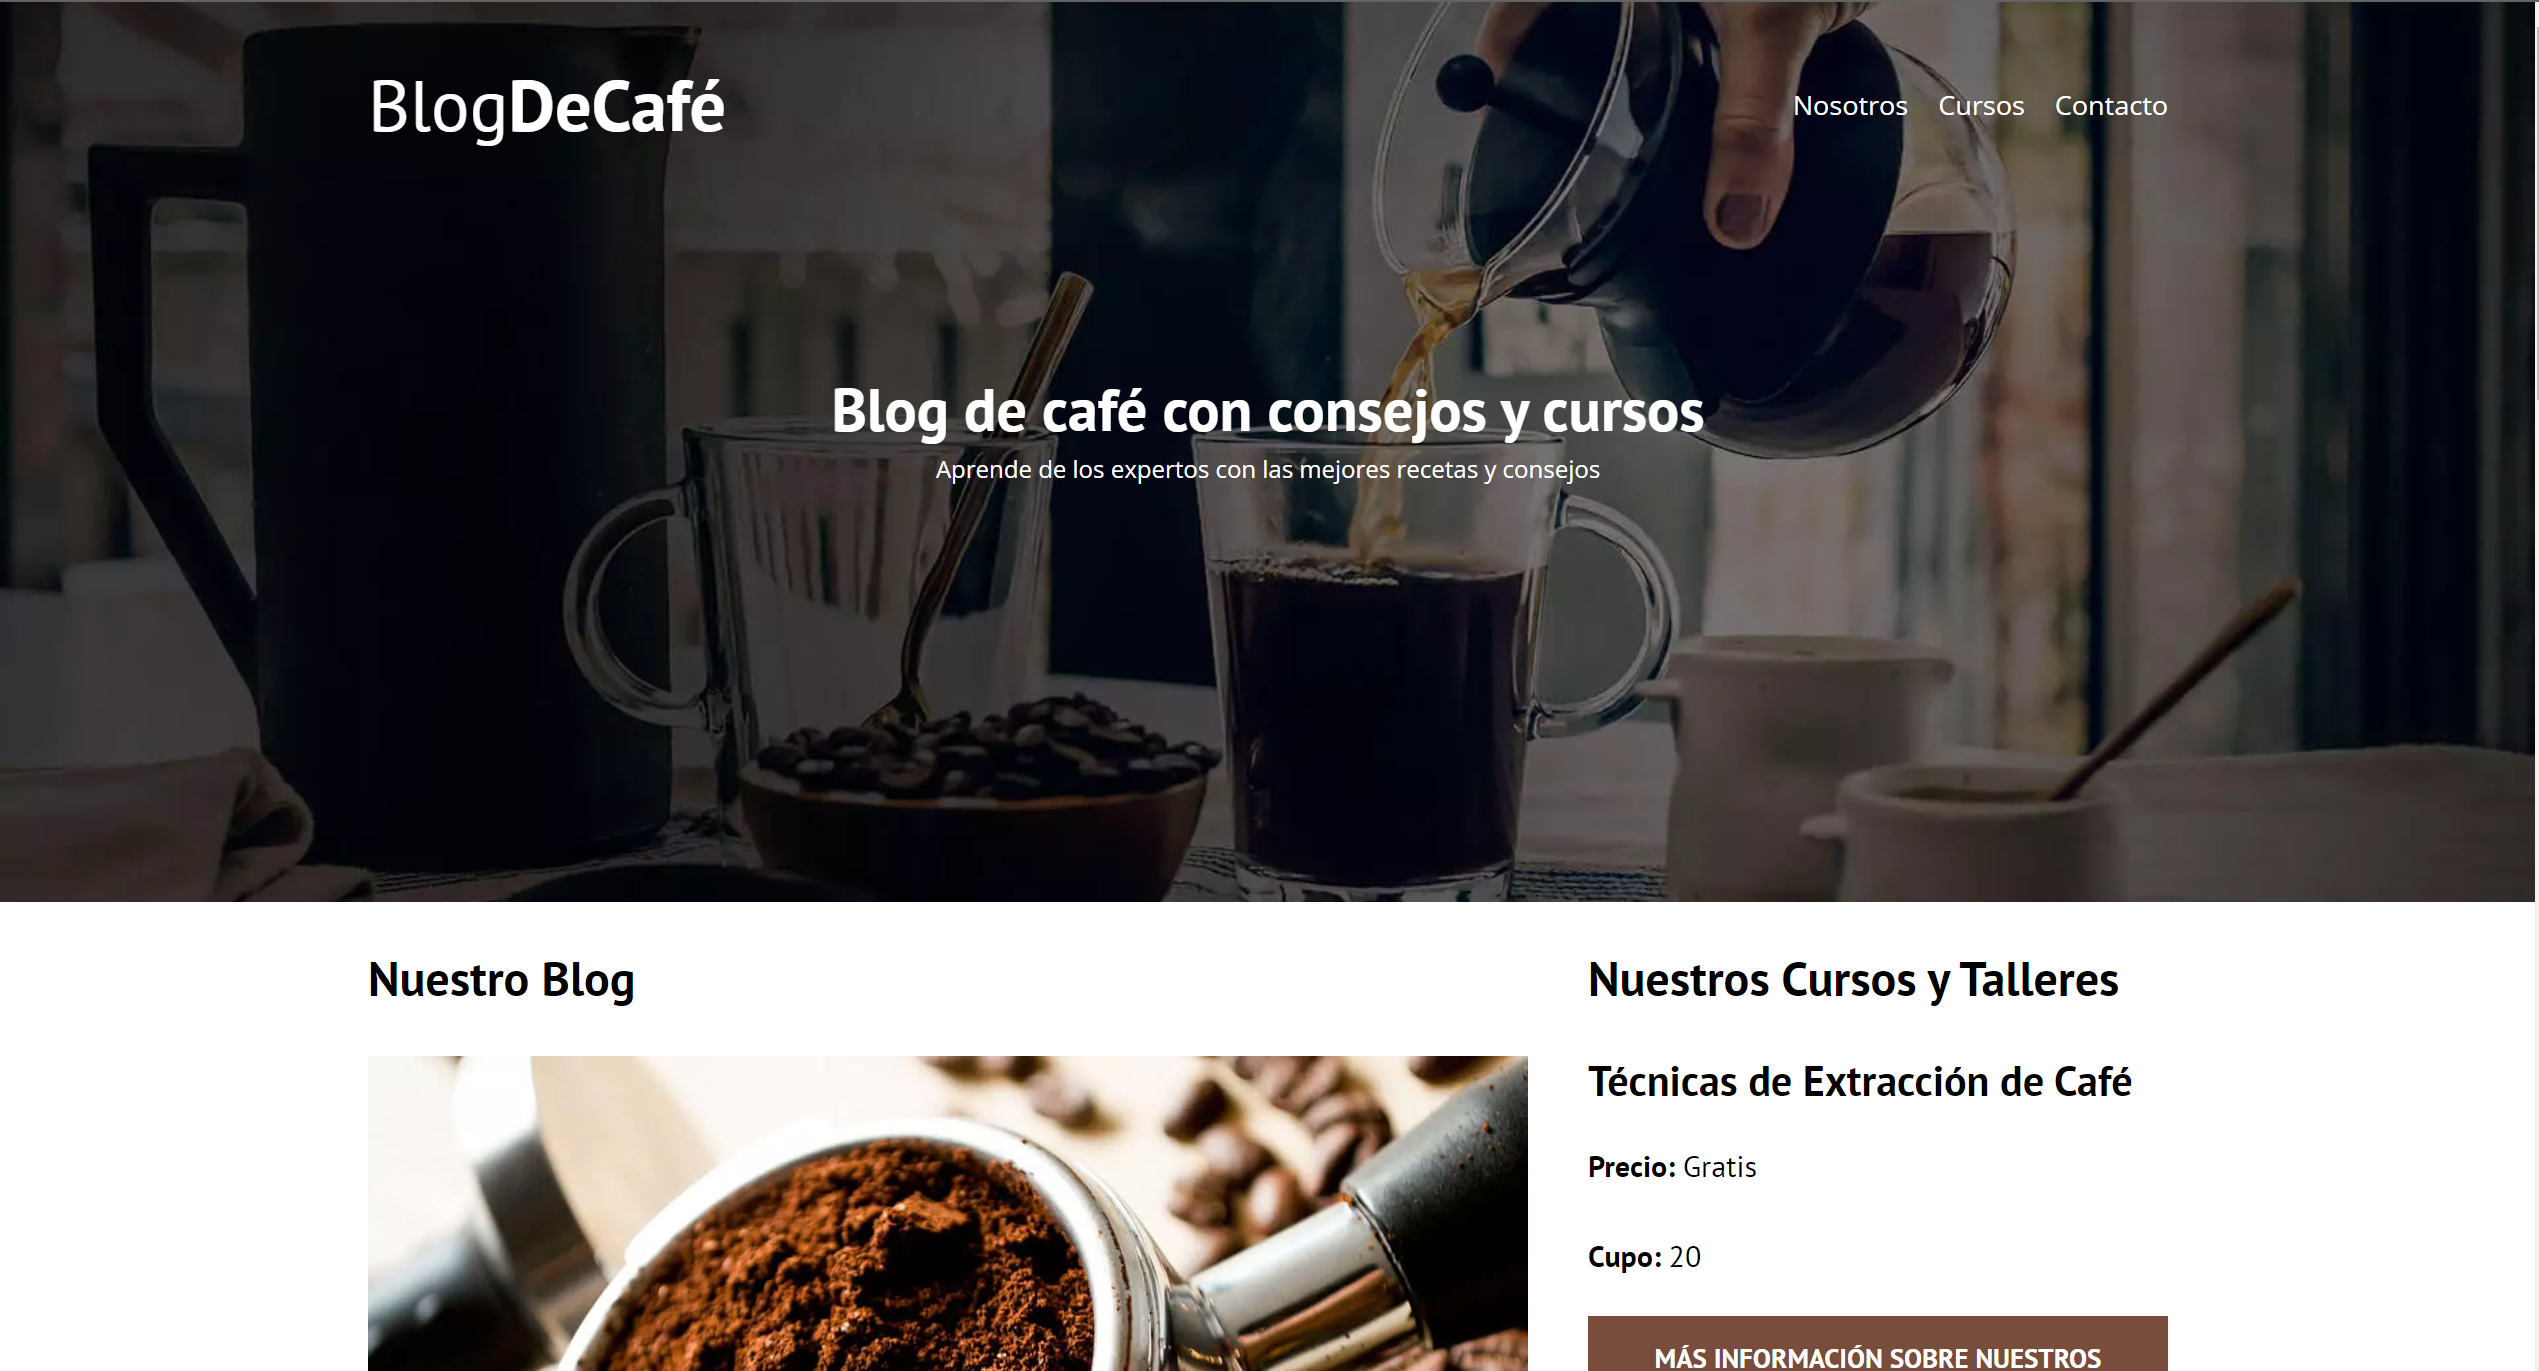 BlogDeCafé
Nosotros Cursos Contacto
Blog de café con consejos y cursos
Aprende de los expertos con las mejores recetas y consejos
Nuestro Blog
Nuestros Cursos y Talleres
Técnicas de Extracción de Café
Precio: Gratis
Cupo: 20
MÁS INFORMACIÓN SOBRE NUESTROS